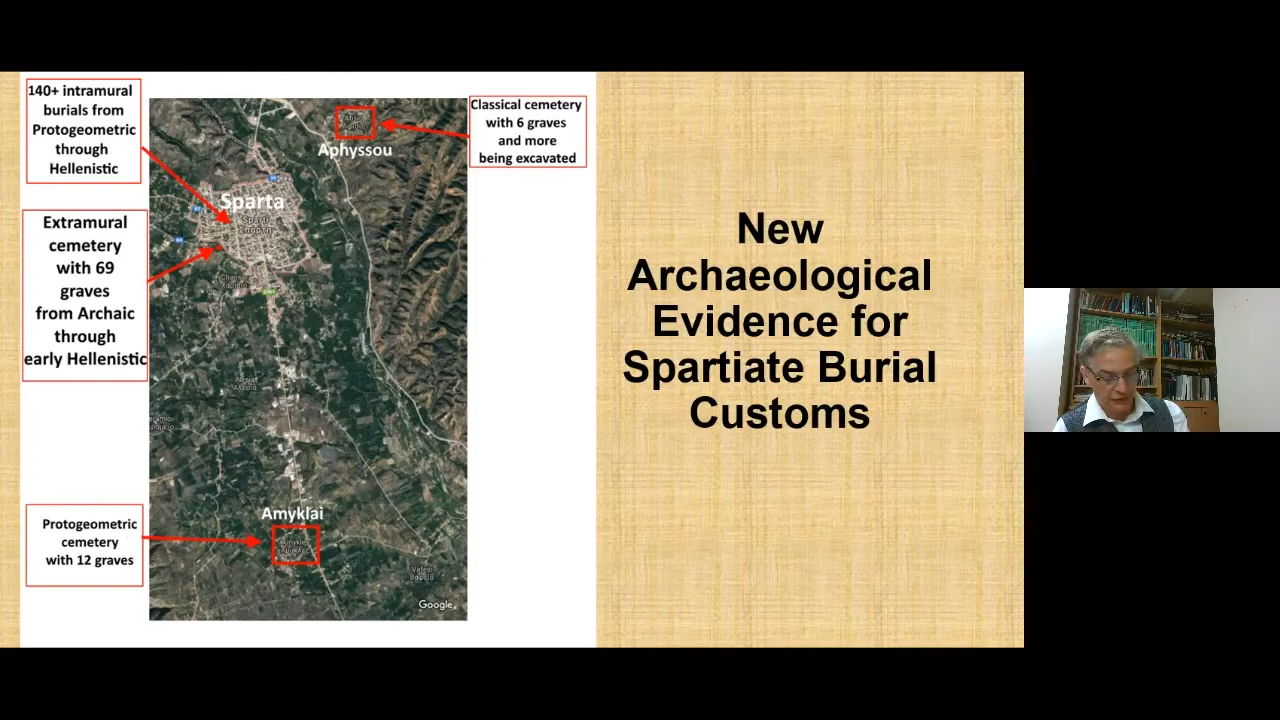 140+ intramural
burials from
Protogeometric
through
Hellenistic
Extramural
cemetery
with 69
graves
from Archaic
through
early Hellenistic
Protogeometric
cemetery
with 12 graves
Classical cemetery
with 6 graves
and more
being excavated
Aphyssou
Sparta
Amyklai
Google
New
Archaeological
Evidence for
Spartiate Burial
Customs